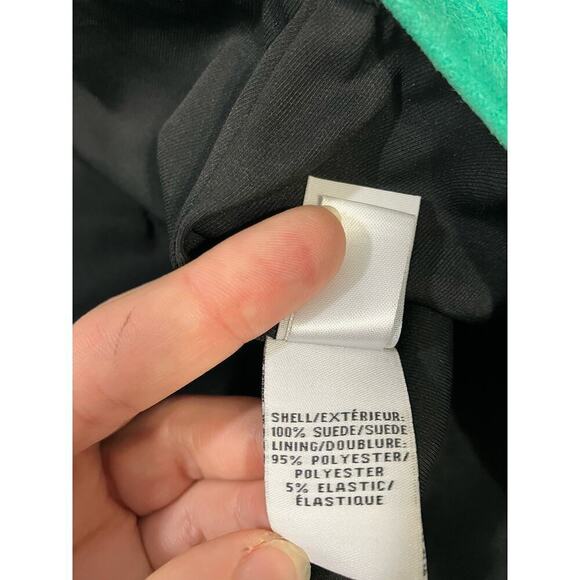 SHELL/EXTÉRIEUR:
100% SUEDE/SUEDE
LINING/DOUBLURE:
95% POLYESTER/
POLYESTER
5% ELASTIC/
ÉLASTIQUE